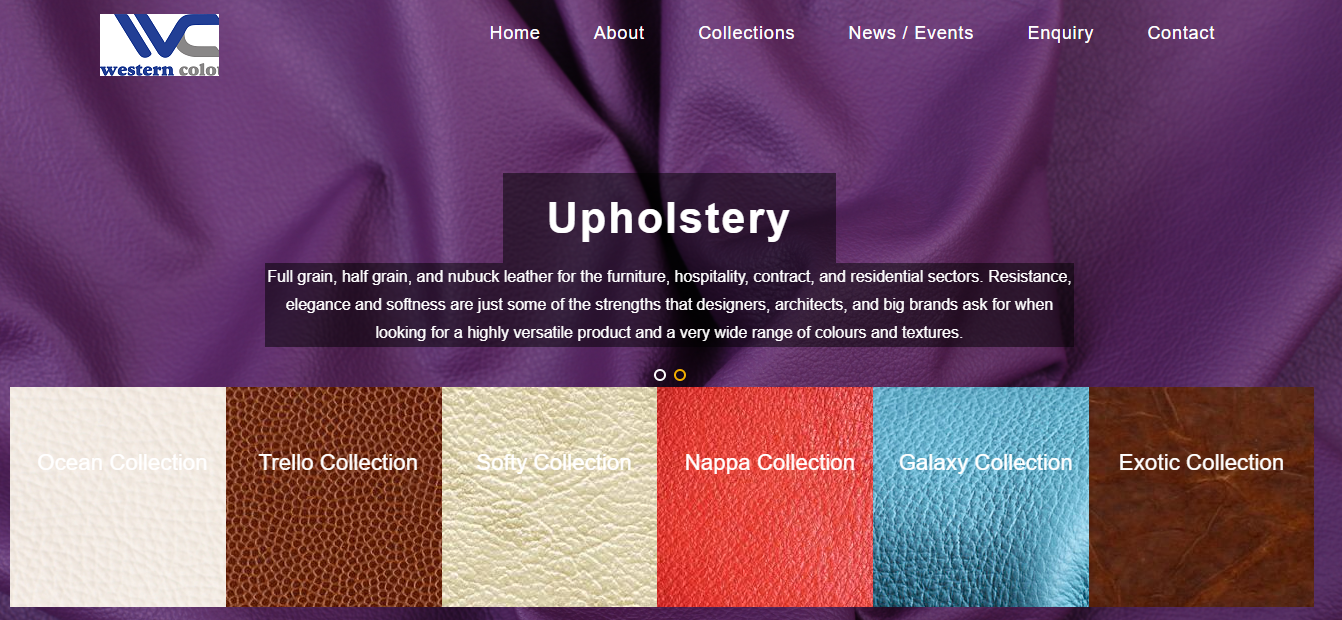 western
Home About Collections News / Events Enquiry Contact
Upholstery
Full grain, half grain, and nubuck leather for the furniture, hospitality, contract, and residential sectors. Resistance,
elegance and softness are just some of the strengths that designers, architects, and big brands ask for when
looking for a highly versatile product and a very wide range of colours and textures.
Ocean Collection Trello Collection Softy Collection Nappa Collection Galaxy Collection Exotic Collection